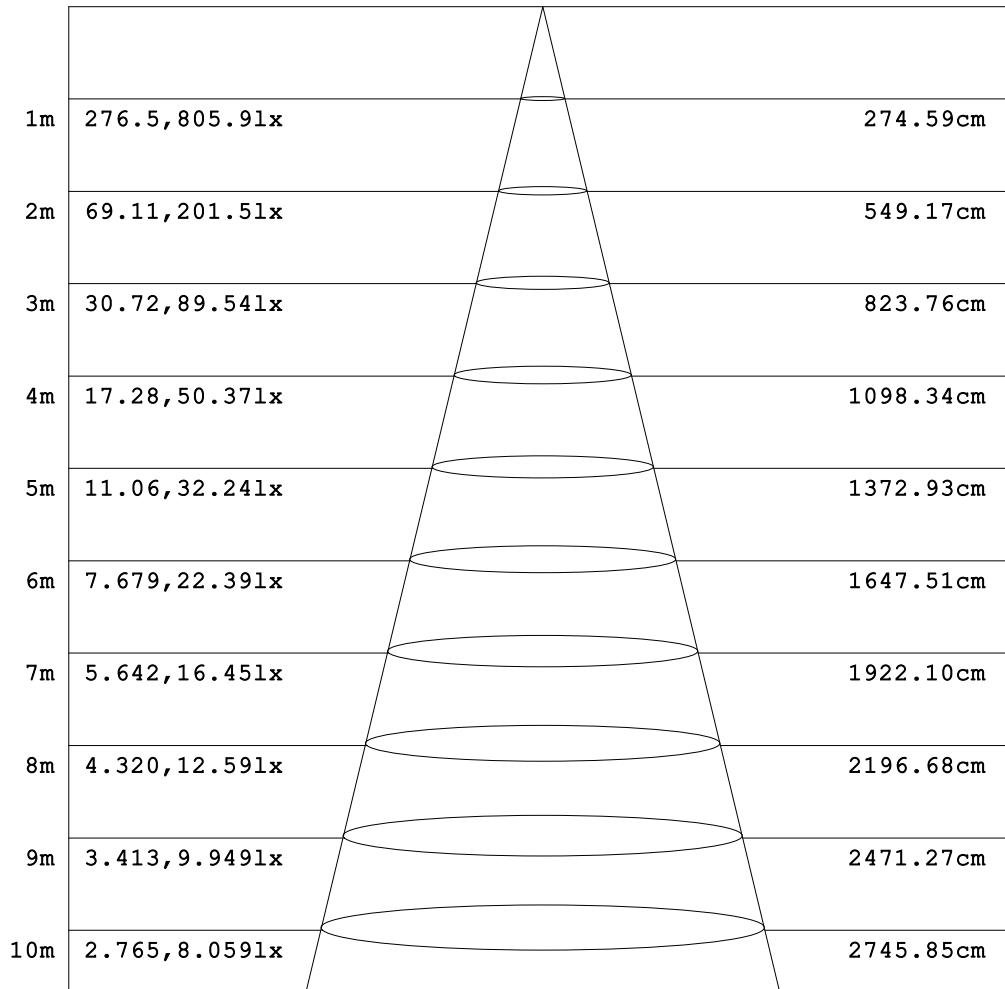 1m 276.5,805.9lx 274.59cm
2m 69.11,201.5lx 549.17cm
3m 30.72,89.54lx 823.76cm
4m 17.28,50.37lx 1098.34cm
5m 11.06,32.24lx 1372.93cm
6m 7.679,22.39lx 1647.51cm
7m 5.642,16.45lx 1922.10cm
8m 4.320,12.59lx 2196.68cm
9m 3.413,9.949lx 2471.27cm
10m 2.765,8.059lx 2745.85cm